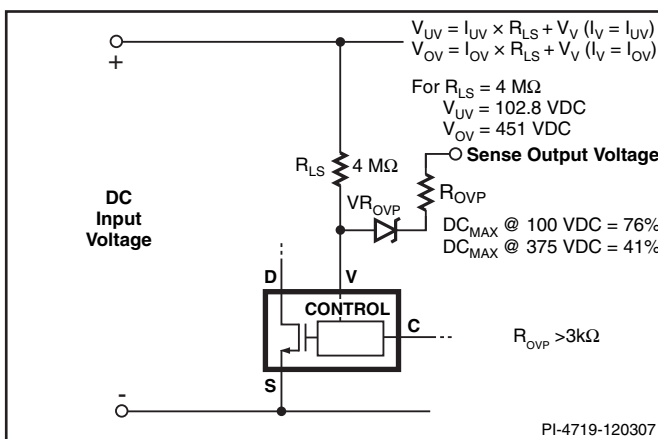 V_UV = I_UV × R_LS + V_V (I_V = I_UV)
V_OV = I_OV × R_LS + V_V (I_V = I_OV)
+
For R_LS = 4 MΩ
V_UV = 102.8 VDC
V_OV = 451 VDC
Sense Output Voltage
R_LS
4 MΩ
R_OVP
VR_OVP
DC
Input
Voltage
DC_MAX @ 100 VDC = 76%
DC_MAX @ 375 VDC = 41%
D
V
CONTROL
C
R_OVP >3kΩ
S
-
PI-4719-120307